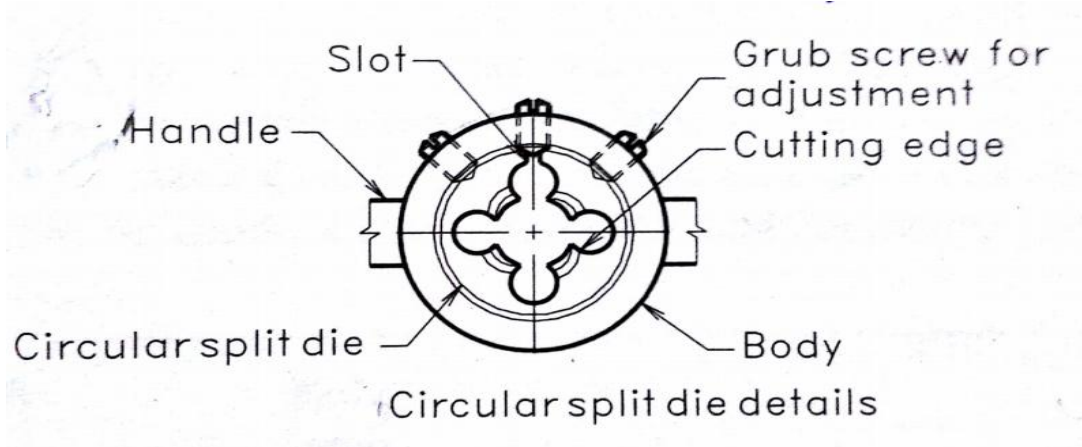 Slot
Grub screw for
adjustment
Handle
Cutting edge
Circular split die
Body
Circular split die details